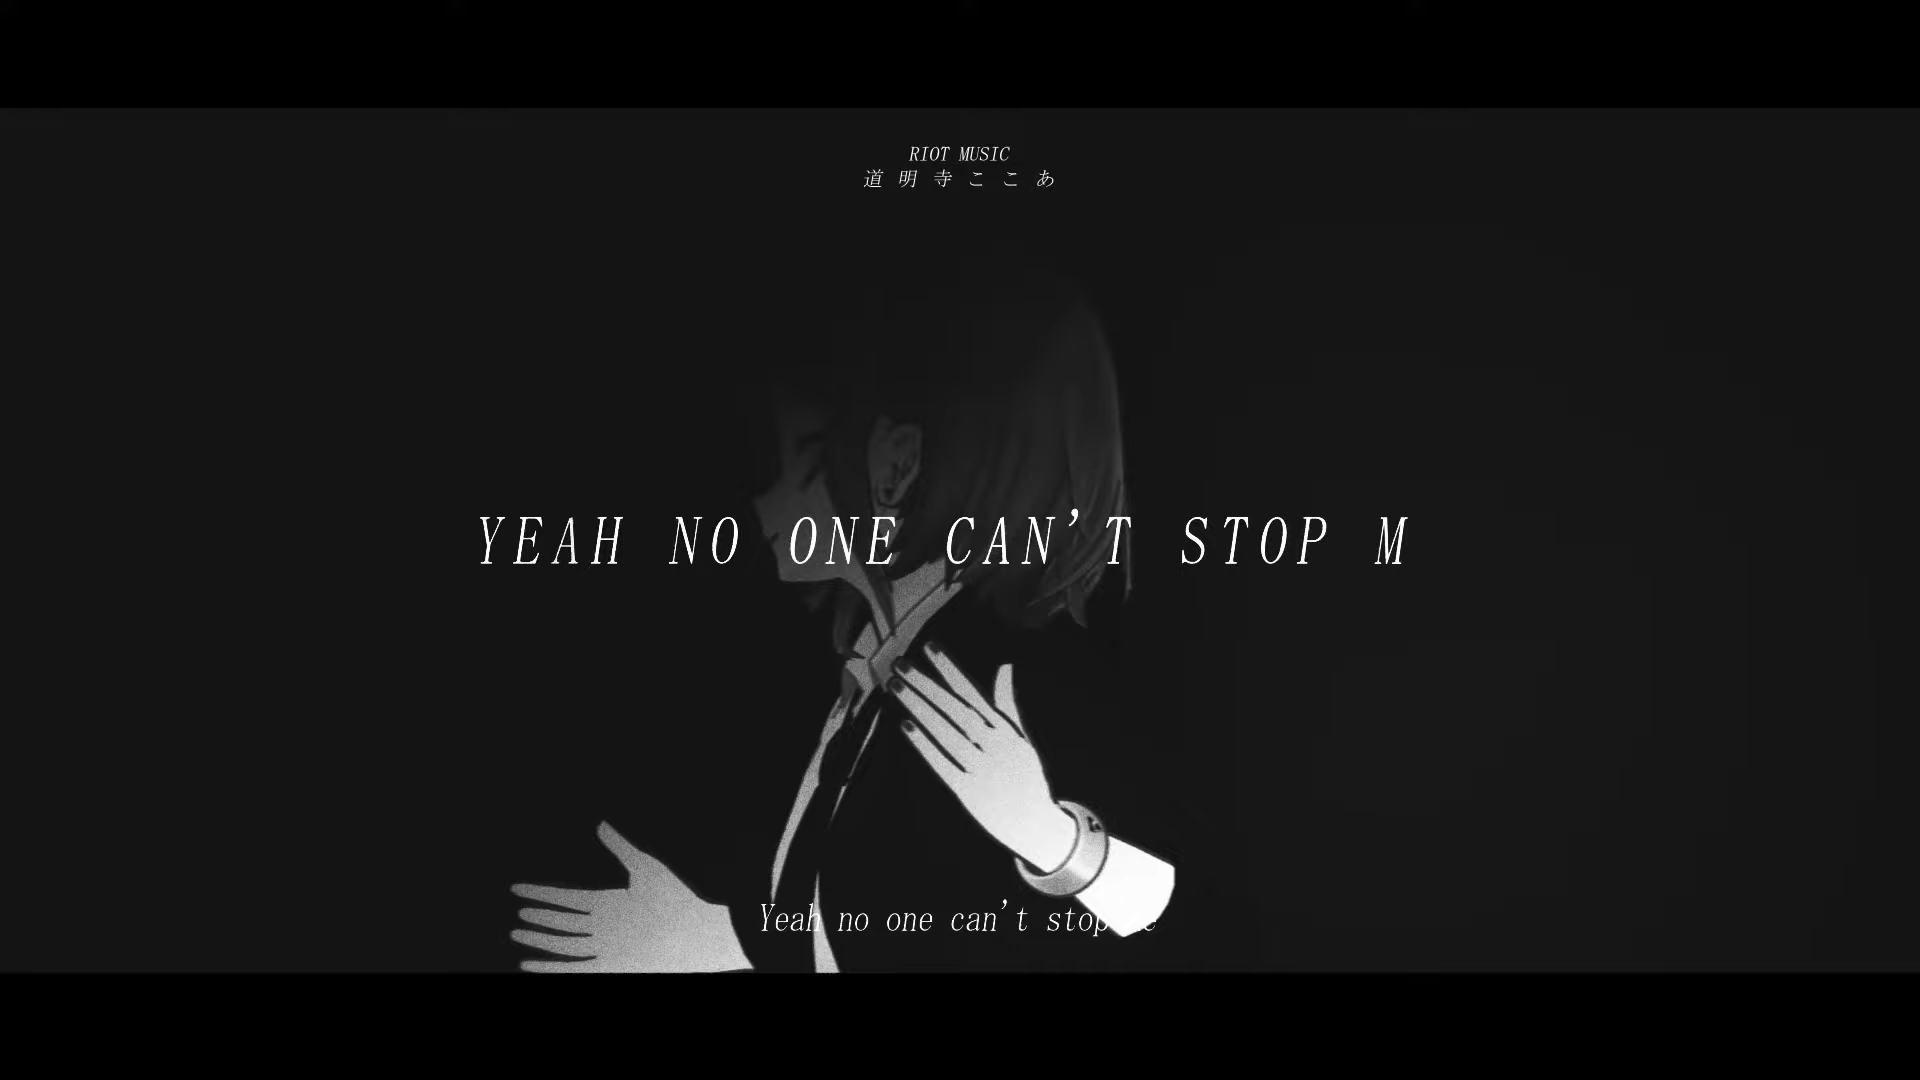 RIOT MUSIC
道明寺ここあ
YEAH NO ONE CAN’T STOP M
Yeah no one can’t stop